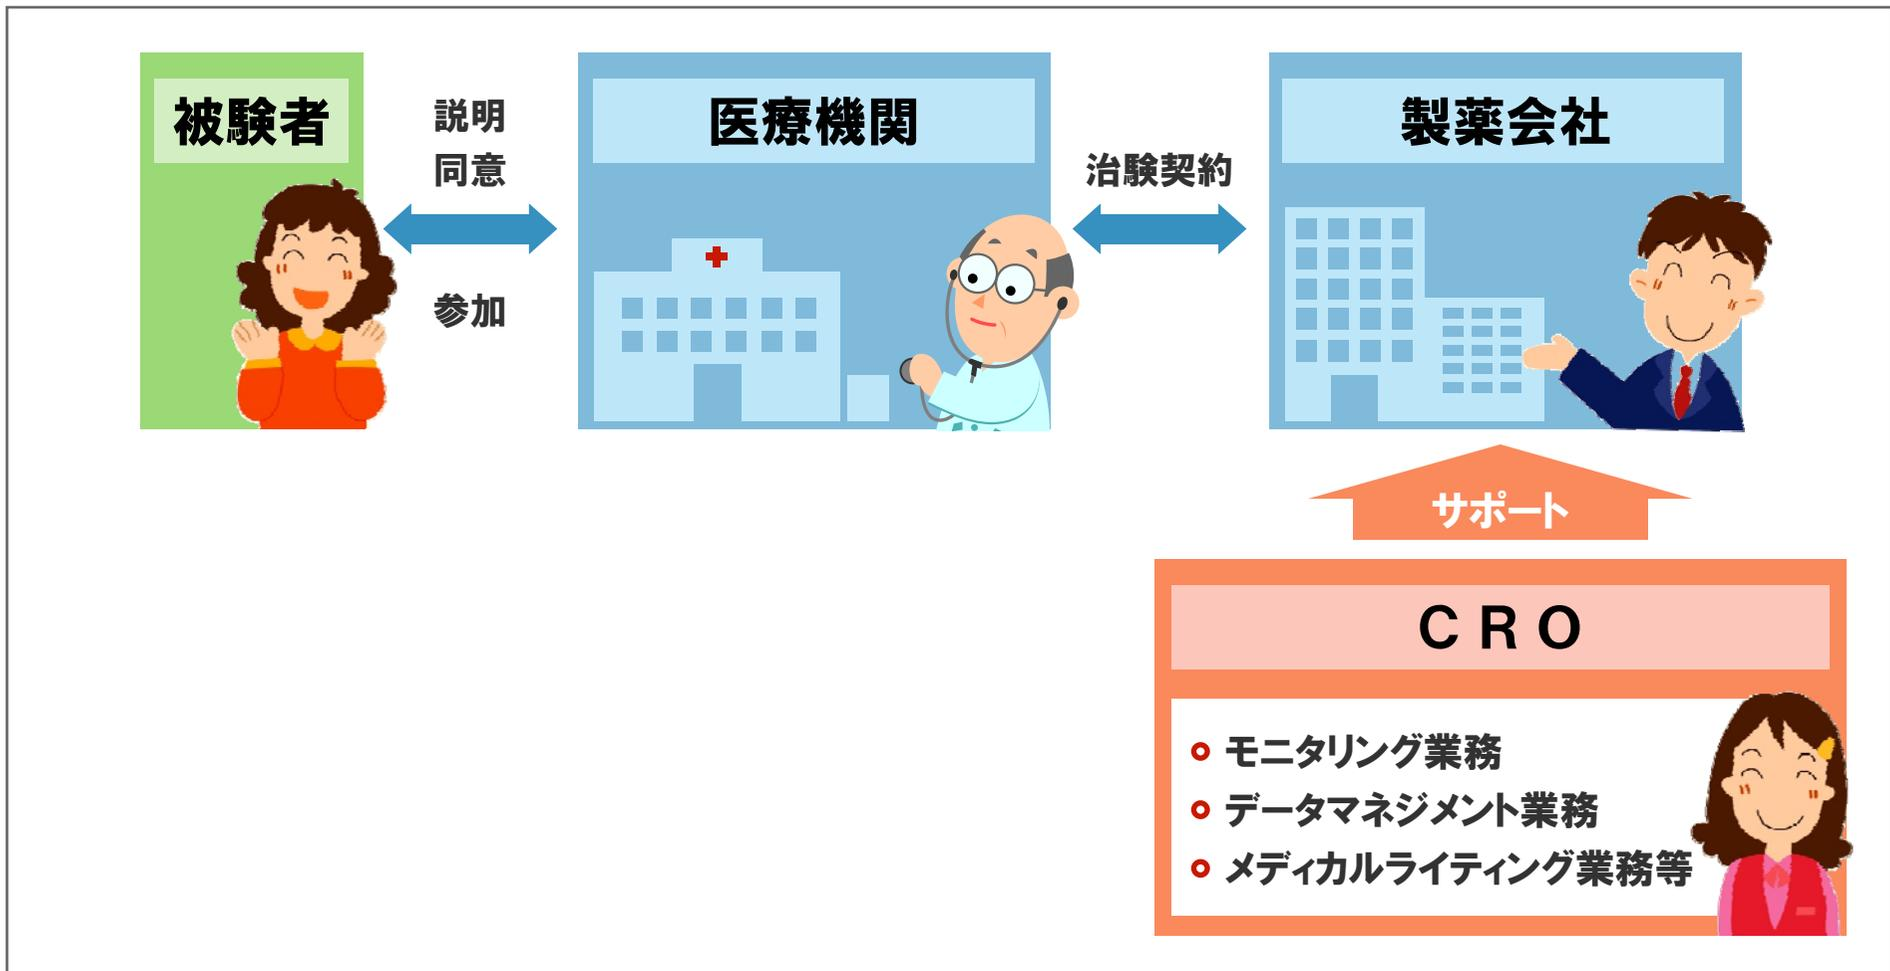 被験者
説明
同意
参加
医療機関
治験契約
製薬会社
サポート
CRO
モニタリング業務
データマネジメント業務
メディカルライティング業務等